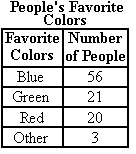 People's Favorite
Colors
Favorite Colors Number of People
Blue 56
Green 21
Red 20
Other 3